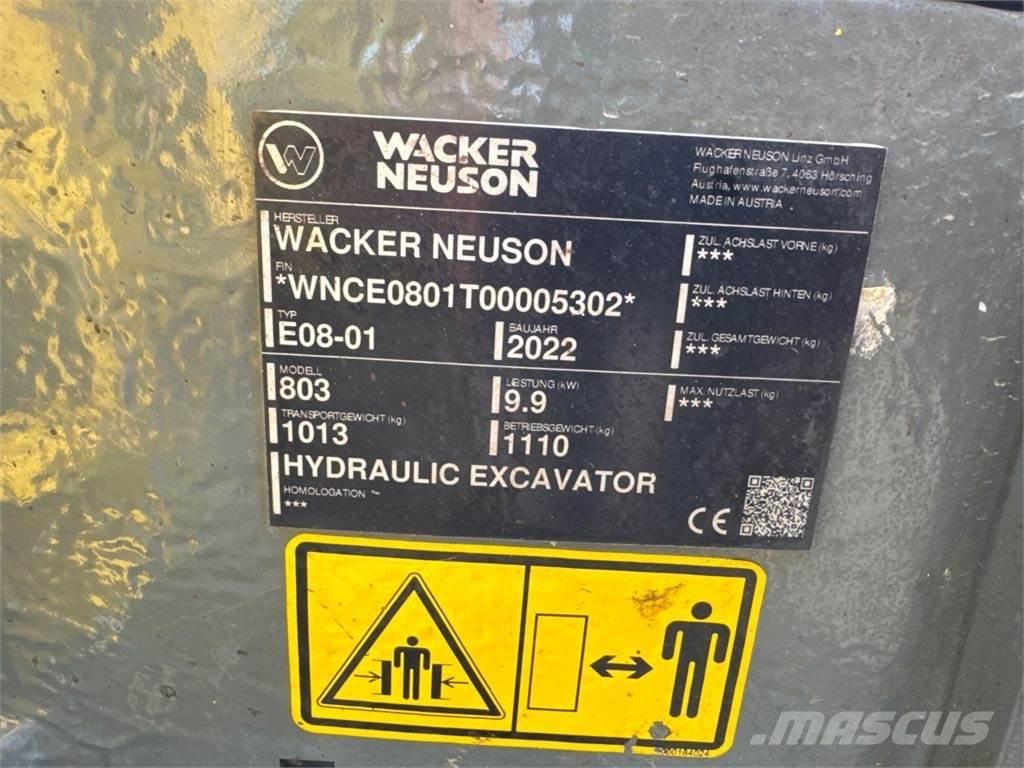 WACKER
NEUSON
WACKER NEUSON Linz GmbH
Flughafenstraße 7, 4063 Hörsching
Austria, www.wackerneuson.com
MADE IN AUSTRIA
HERSTELLER
WACKER NEUSON
ZUL. ACHSLAST VORNE (kg)
***
FIN
*WNCE0801T00005302*
ZUL. ACHSLAST HINTEN (kg)
***
TYP
E08-01
BAUJAHR
2022
ZUL. GESAMTGEWICHT (kg)
***
MODELL
803
LEISTUNG (kW)
9.9
MAX. NUTZLAST (kg)
***
TRANSPORTGEWICHT (kg)
1013
BETRIEBSGEWICHT (kg)
1110
HYDRAULIC EXCAVATOR
HOMOLOGATION
***
CE
1000184024
MASCUS